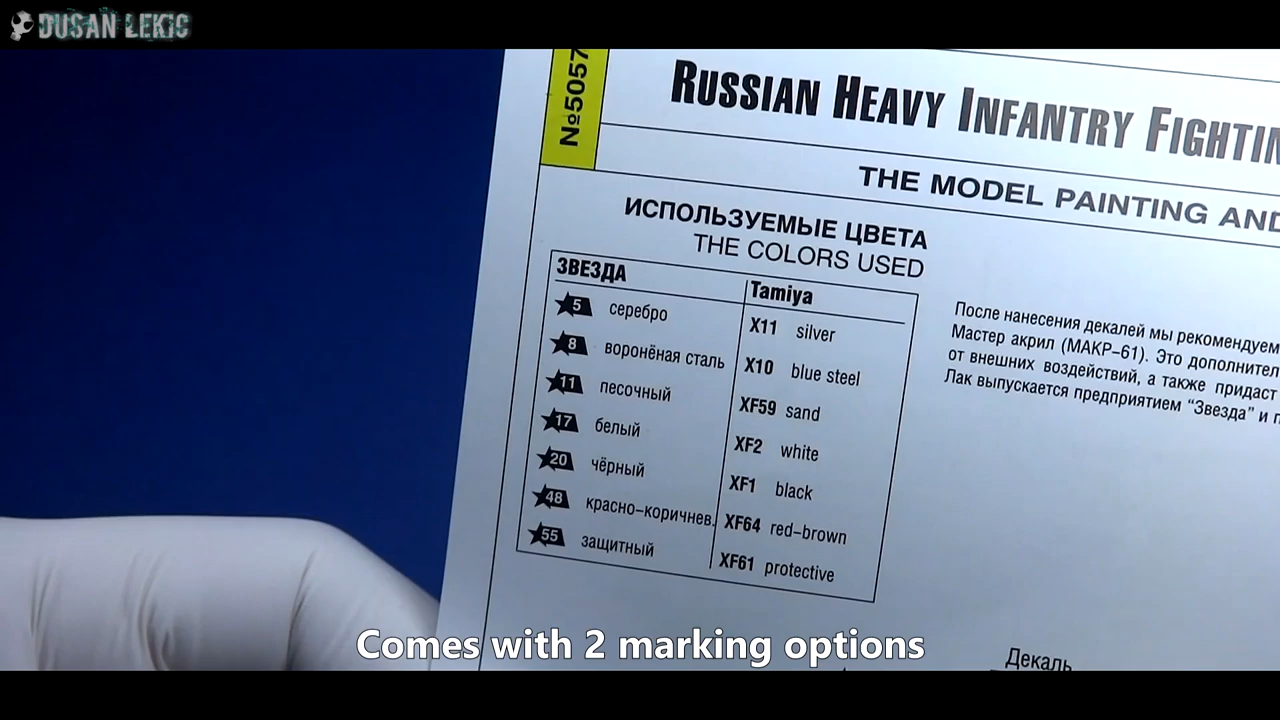 DUSAN LEKIC
№5057
RUSSIAN HEAVY INFANTRY FIGHTIN
THE MODEL PAINTING AND
ИСПОЛЬЗУЕМЫЕ ЦВЕТА
THE COLORS USED
ЗВЕЗДА Tamiya
5 серебро X11 silver
8 воронёная сталь X10 blue steel
11 песочный XF59 sand
17 белый XF2 white
20 чёрный XF1 black
48 красно-коричнев. XF64 red-brown
55 защитный XF61 protective
После нанесения декалей мы рекомендуем
Мастер акрил (МАКР-61). Это дополнител
от внешних воздействий, а также придаст
Лак выпускается предприятием "Звезда" и п
Декаль
Comes with 2 marking options